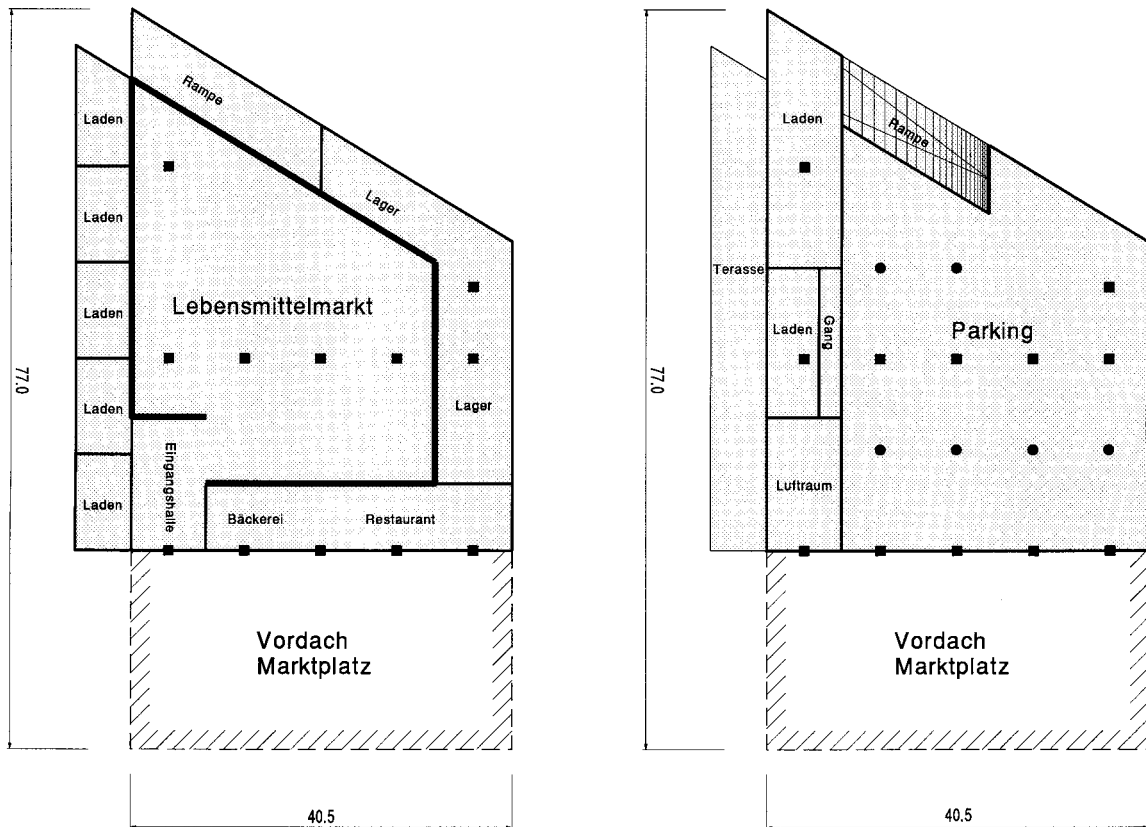 Rampe
Laden
Lager
Laden
Laden
Lebensmittelmarkt
Laden
Lager
Eingangshalle
Laden
Bäckerei
Restaurant
77.0
Vordach
Marktplatz
40.5
Laden
Rampe
Terasse
Laden
Gang
Parking
Luftraum
77.0
Vordach
Marktplatz
40.5